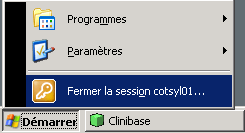 Programmes
Paramètres
Fermer la session cotsyl01...
Démarrer
Clinibase